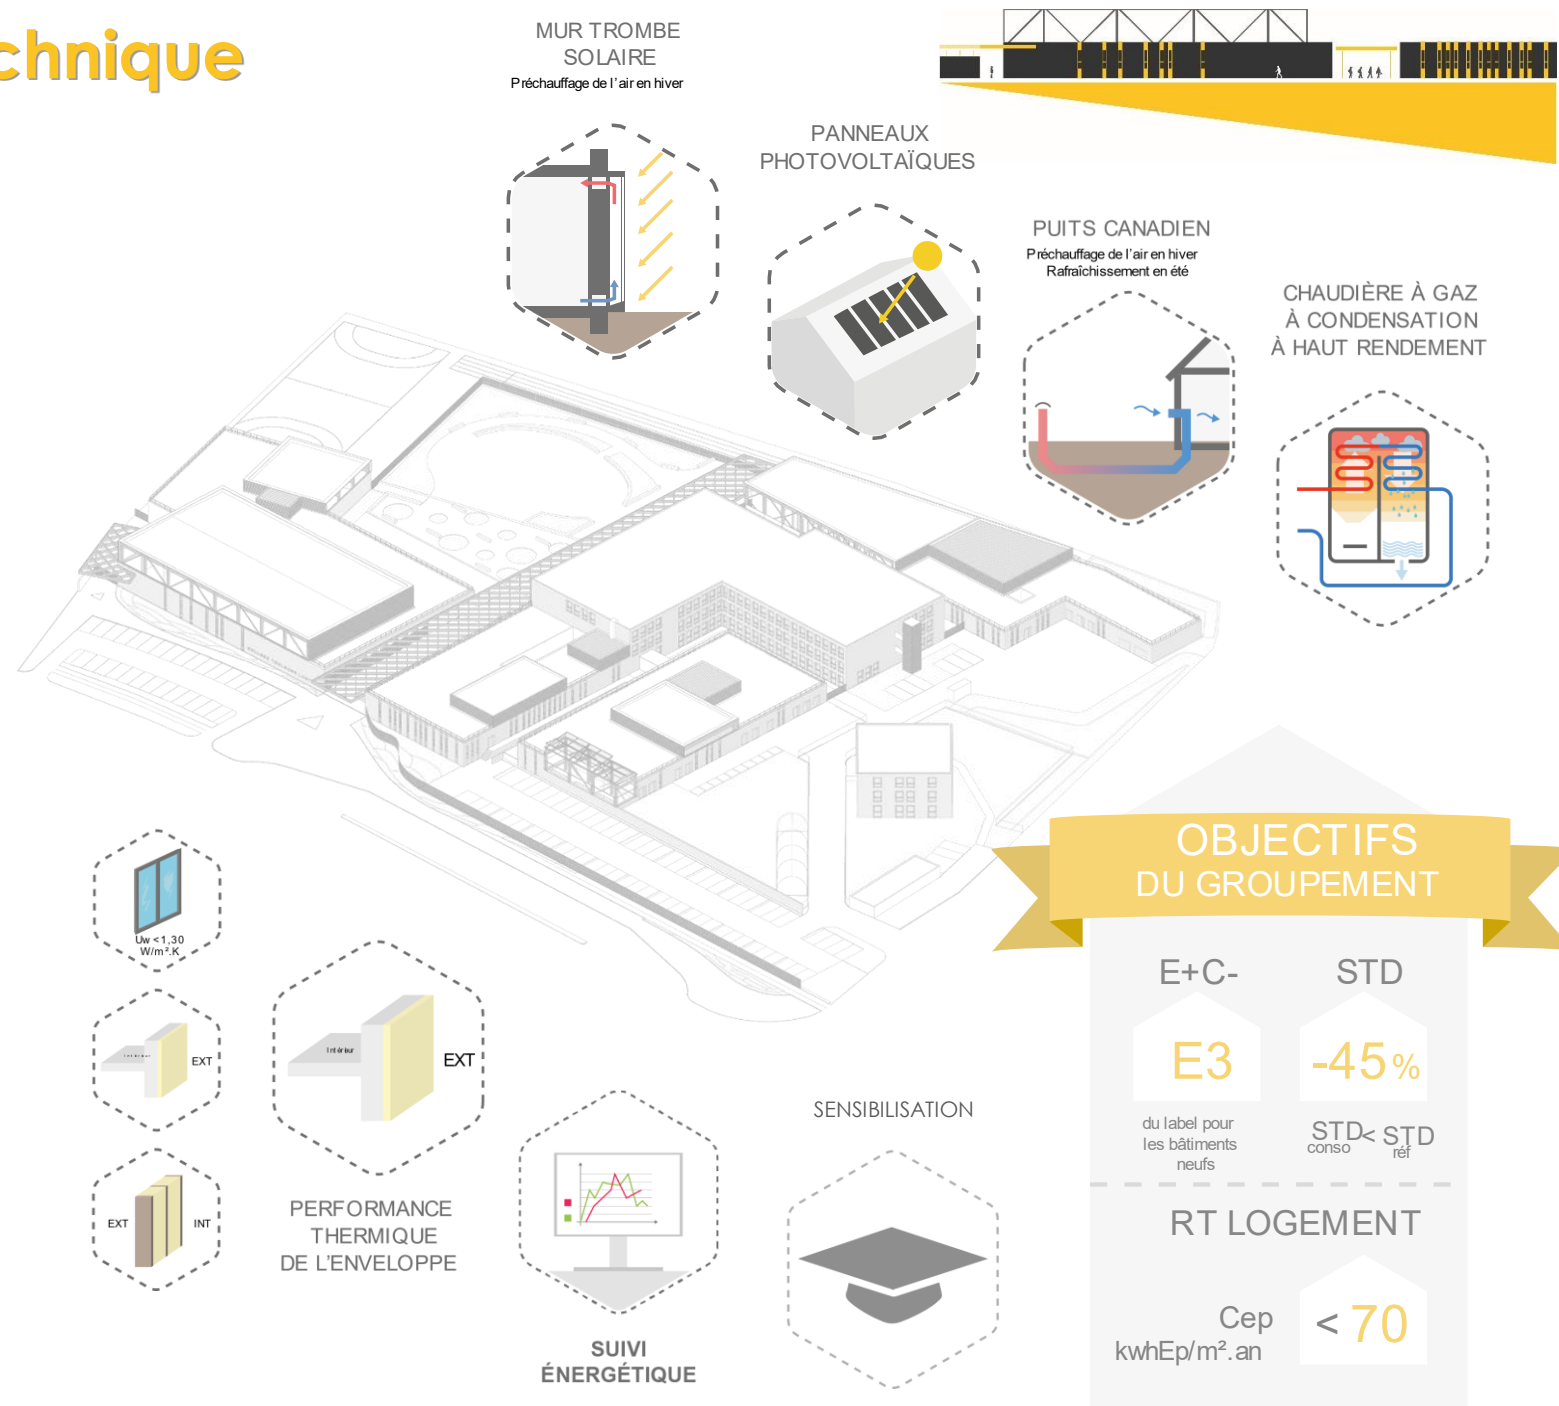 chnique
MUR TROMBE
SOLAIRE
Préchauffage de l'air en hiver
PANNEAUX
PHOTOVOLTAÏQUES
PUITS CANADIEN
Préchauffage de l'air en hiver
Rafraîchissement en été
CHAUDIÈRE À GAZ
À CONDENSATION
À HAUT RENDEMENT
Uw <1,30
W/m².K
Intérieur
EXT
EXT
INT
Intérieur
EXT
PERFORMANCE
THERMIQUE
DE L'ENVELOPPE
SUIVI
ÉNERGÉTIQUE
SENSIBILISATION
OBJECTIFS
DU GROUPEMENT
E+C-
E3
du label pour
les bâtiments
neufs
STD
-45 %
STD conso < STD réf
RT LOGEMENT
Cep
kwhEp/m².an
< 70